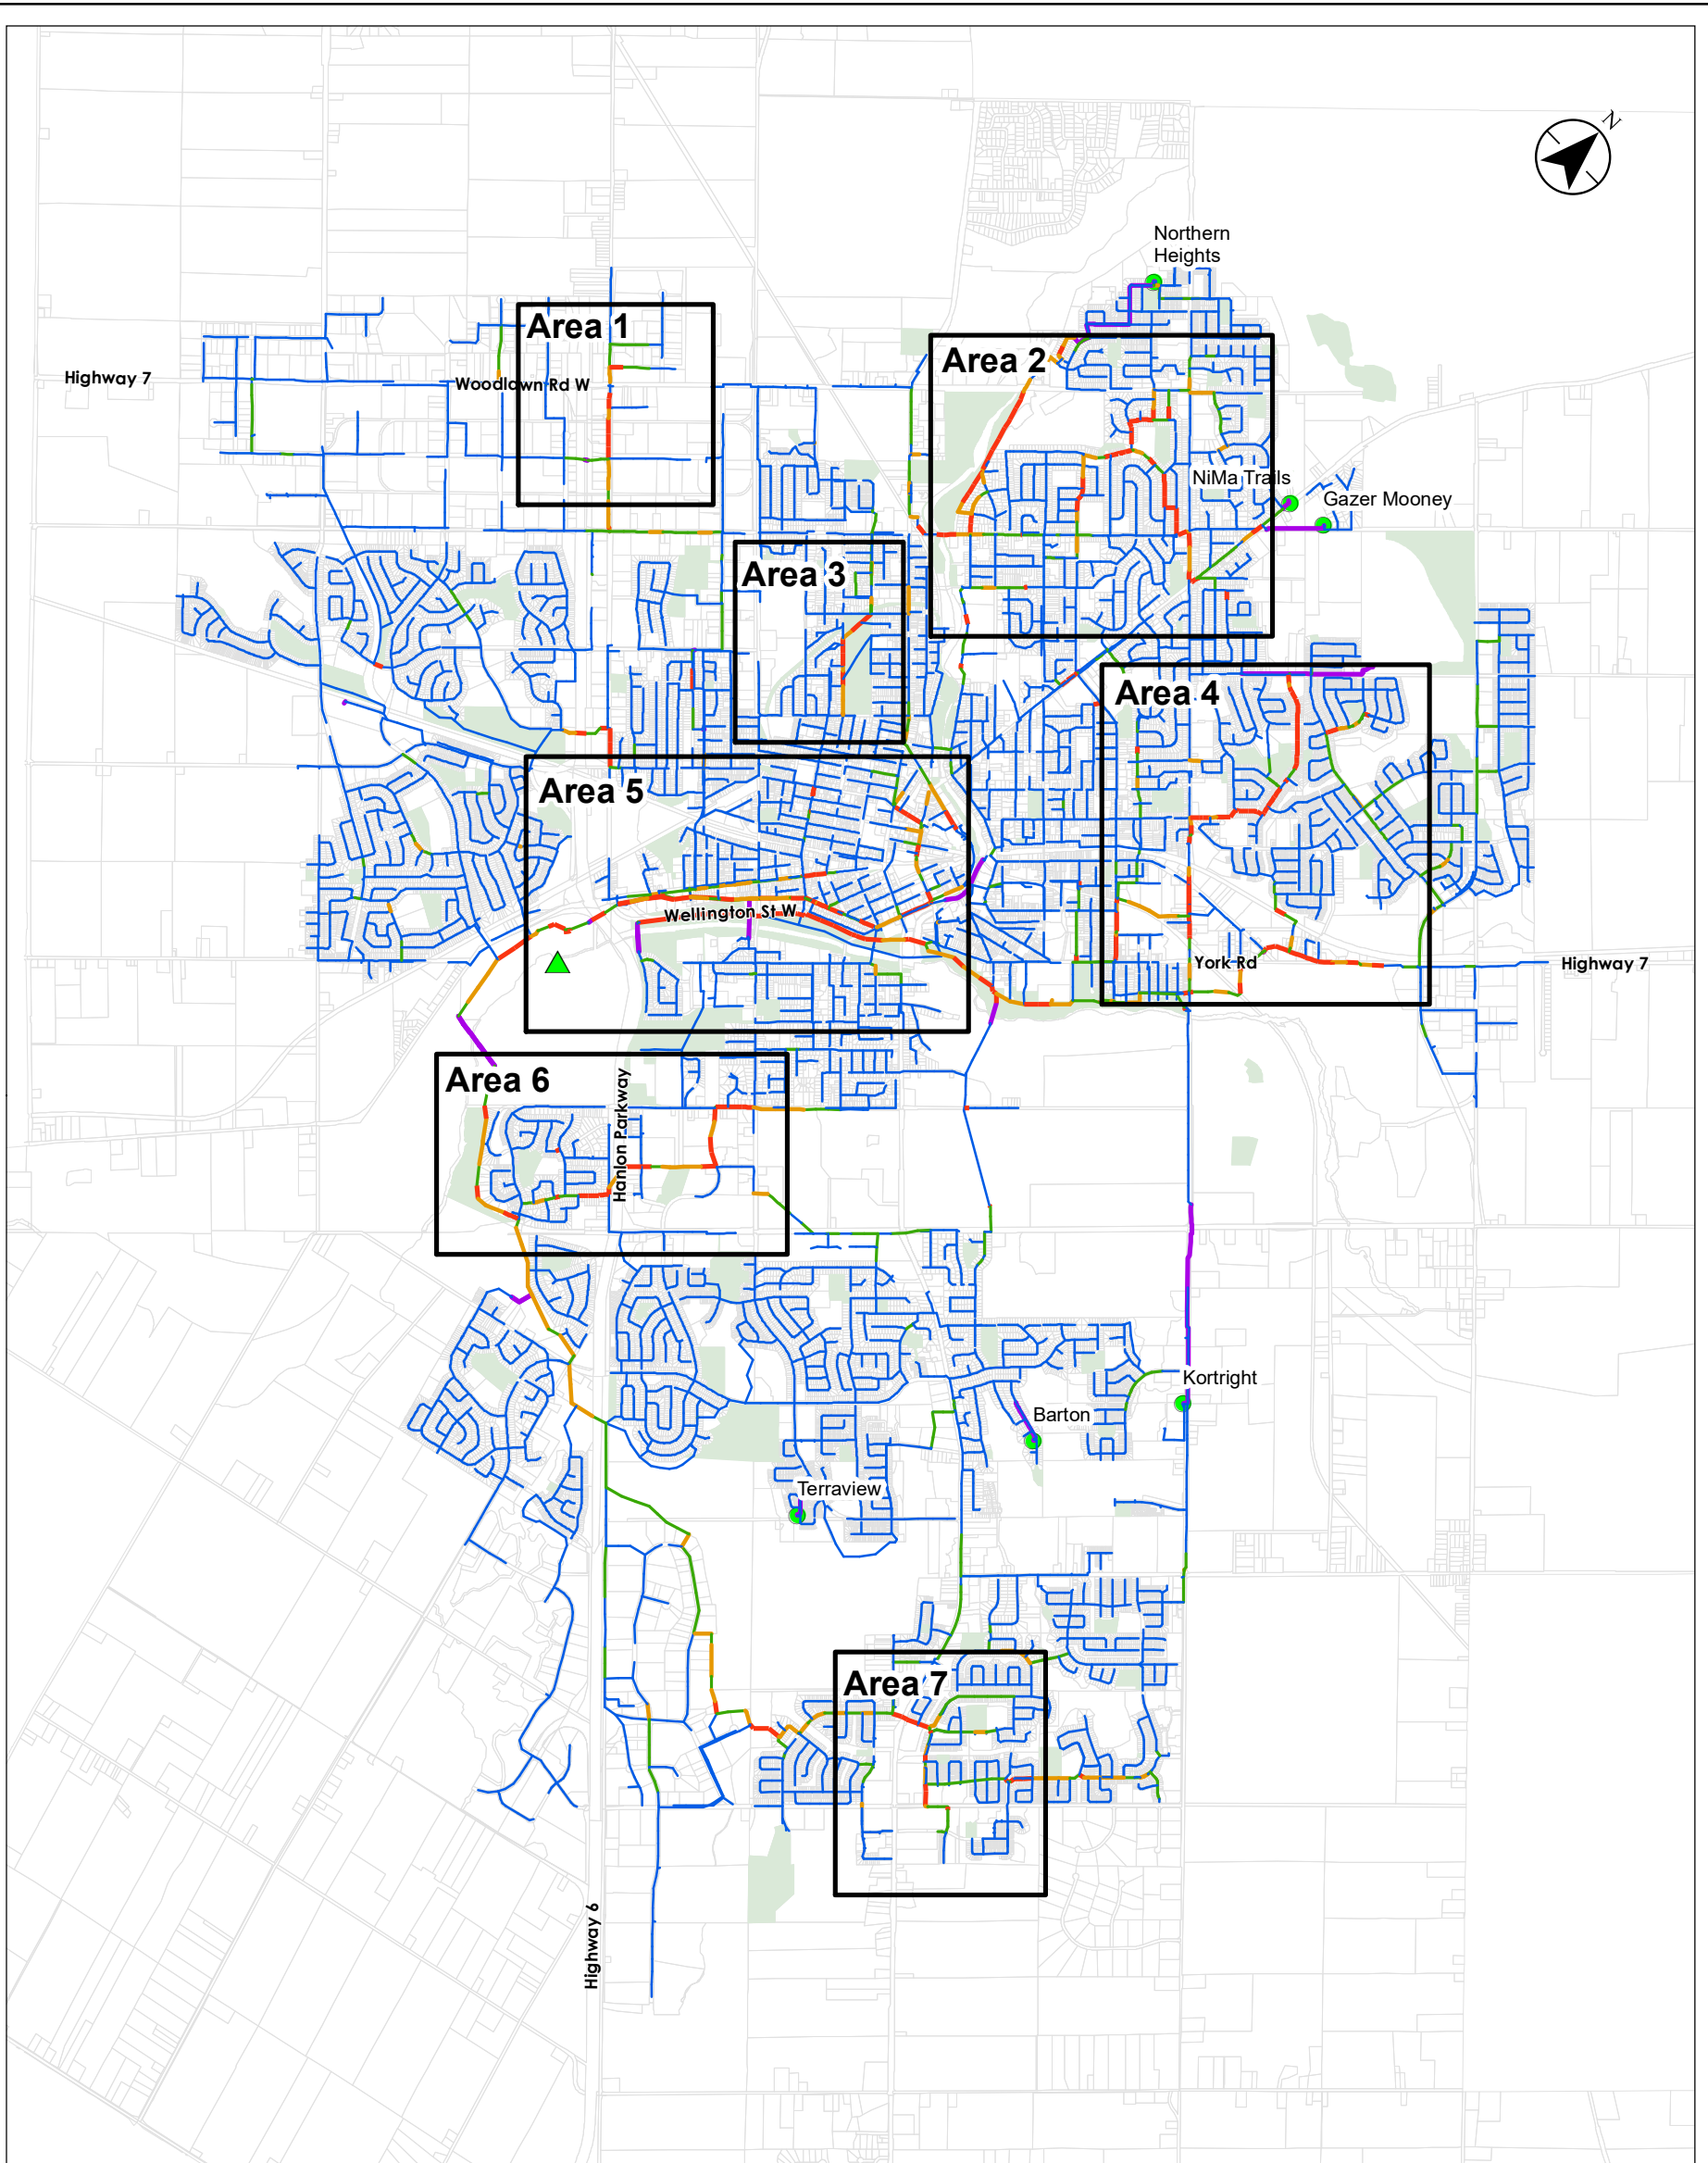 N
Northern
Heights
Area 1
Area 2
Highway 7
Woodlawn Rd W
NiMa Trails
Gazer Mooney
Area 3
Area 4
Area 5
Wellington St W
York Rd
Highway 7
Area 6
Hanlon Parkway
Kortright
Barton
Terraview
Area 7
Highway 6